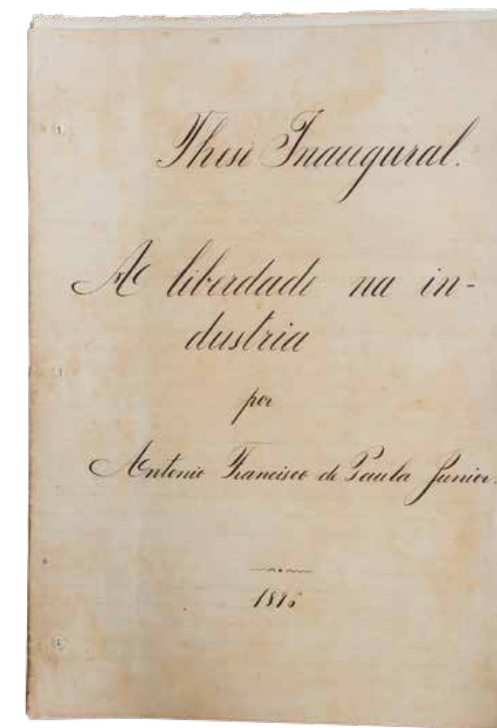 These Inaugural.
A liberdade na in-
dustria
por
Antonio Francisco de Paula Junior.